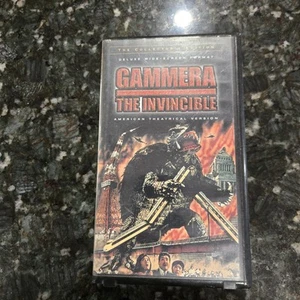 THE COLLECTOR'S EDITION
DELUXE WIDE-SCREEN FORMAT
GAMMERA
THE INVINCIBLE
AMERICAN THEATRICAL VERSION